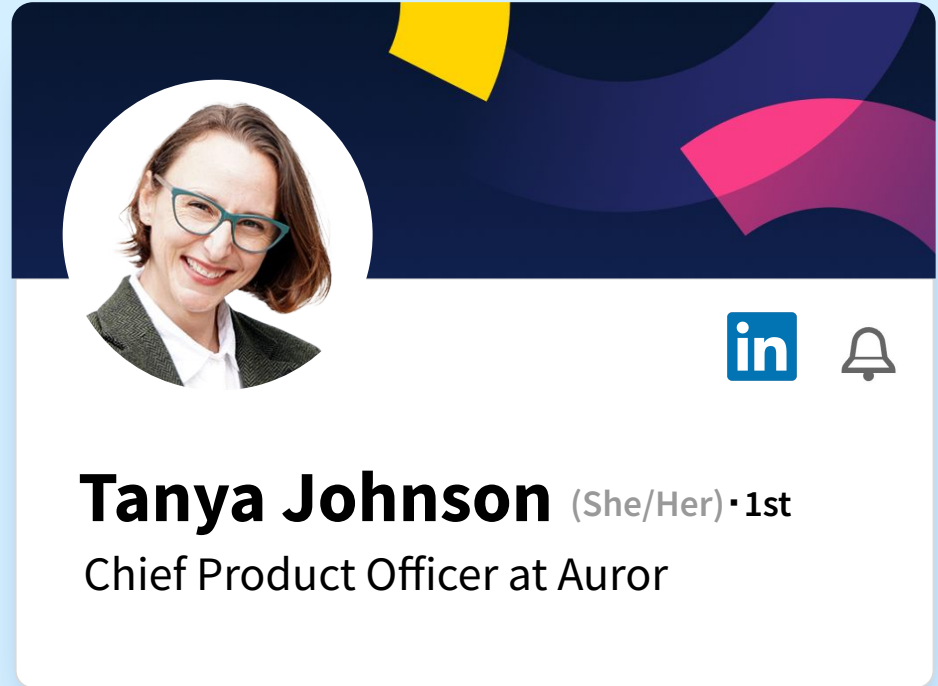 in
Tanya Johnson (She/Her) · 1st
Chief Product Officer at Auror